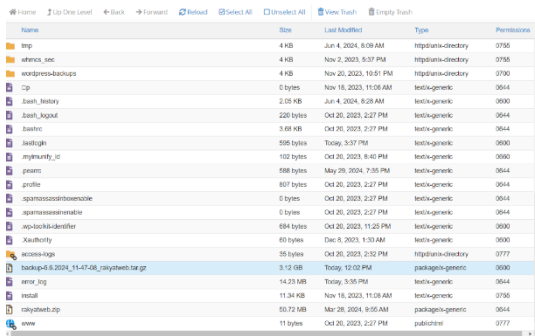 Home Up One Level Back Forward Reload Select All Unselect All View Trash Empty Trash
Name Size Last Modified Type Permissions
tmp 4 KB Jun 4, 2024, 8:09 AM httpd/unix-directory 0755
whmcs_sec 4 KB Nov 2, 2023, 5:37 PM httpd/unix-directory 0755
wordpress-backups 4 KB Nov 20, 2023, 10:51 PM httpd/unix-directory 0700
0 bytes Nov 18, 2023, 11:08 AM text/x-generic 0644
.bash_history 2.05 KB Jun 4, 2024, 8:28 AM text/x-generic 0600
.bash_logout 220 bytes Oct 20, 2023, 2:27 PM text/x-generic 0644
.bashrc 3.68 KB Oct 20, 2023, 2:27 PM text/x-generic 0644
.lastlogin 595 bytes Today, 3:37 PM text/x-generic 0600
.myimunify_id 102 bytes Oct 20, 2023, 8:40 PM text/x-generic 0660
.pearrc 588 bytes May 29, 2024, 7:35 PM text/x-generic 0644
.profile 807 bytes Oct 20, 2023, 2:27 PM text/x-generic 0644
.spamassassinboxenable 0 bytes Oct 20, 2023, 2:27 PM text/x-generic 0644
.spamassassinenable 0 bytes Oct 20, 2023, 2:27 PM text/x-generic 0644
.wp-toolkit-identifier 684 bytes Oct 20, 2023, 11:25 PM text/x-generic 0600
.Xauthority 60 bytes Dec 8, 2023, 1:30 AM text/x-generic 0600
access-logs 35 bytes Oct 20, 2023, 2:32 PM httpd/unix-directory 0777
backup-6.6.2024_11-47-08_rakyatweb.tar.gz 3.12 GB Today, 12:02 PM package/x-generic 0600
error_log 14.23 MB Today, 3:35 PM text/x-generic 0644
install 11.34 KB Nov 18, 2023, 11:08 AM text/x-generic 0655
rakyatweb.zip 50.72 MB Mar 28, 2024, 9:55 AM package/x-generic 0644
www 11 bytes Oct 20, 2023, 2:27 PM publichtml 0777